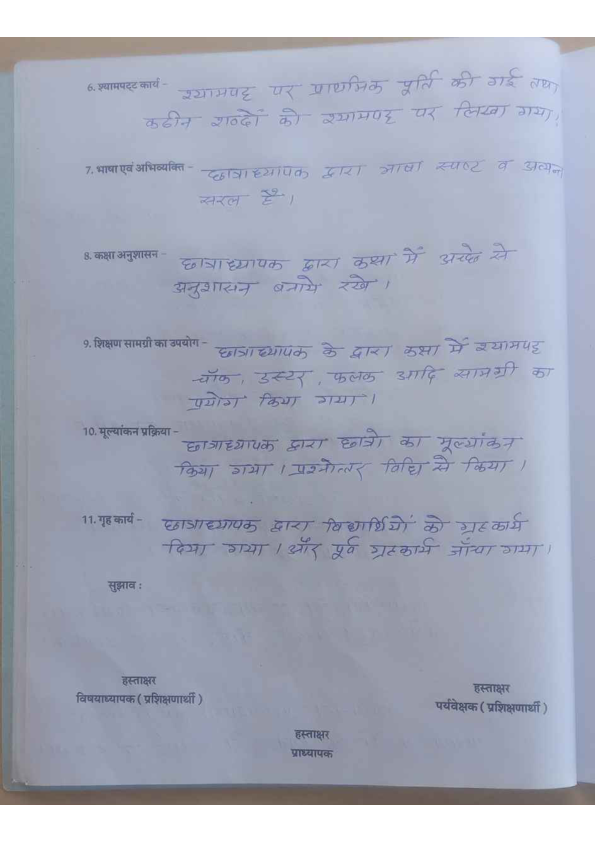 6. श्यामपट्ट कार्य – श्यामपट्ट पर प्राथमिक पूर्ति की गई तथा
कठीन शब्दों को श्यामपट्ट पर लिखा गया।
7. भाषा एवं अभिव्यक्ति – छात्राध्यापक द्वारा भाषा स्पष्ट व अत्यन्त
सरल है।
8. कक्षा अनुशासन – छात्राध्यापक द्वारा कक्षा में अच्छे से
अनुशासन बनाये रखे।
9. शिक्षण सामग्री का उपयोग – छात्राध्यापक के द्वारा कक्षा में श्यामपट्ट
चॉक, डस्टर, फलक आदि सामग्री का
प्रयोग किया गया।
10. मूल्यांकन प्रक्रिया – छात्राध्यापक द्वारा छात्रो का मूल्यांकन
किया गया। प्रश्नोत्तर विधि से किया।
11. गृह कार्य – छात्राध्यापक द्वारा विद्यार्थियों को ग्रहकार्य
दिया गया। और पूर्व ग्रहकार्य जाँचा गया।
सुझाव :
हस्ताक्षर
विषयाध्यापक ( प्रशिक्षणार्थी )
हस्ताक्षर
पर्यवेक्षक ( प्रशिक्षणार्थी )
हस्ताक्षर
प्राध्यापक